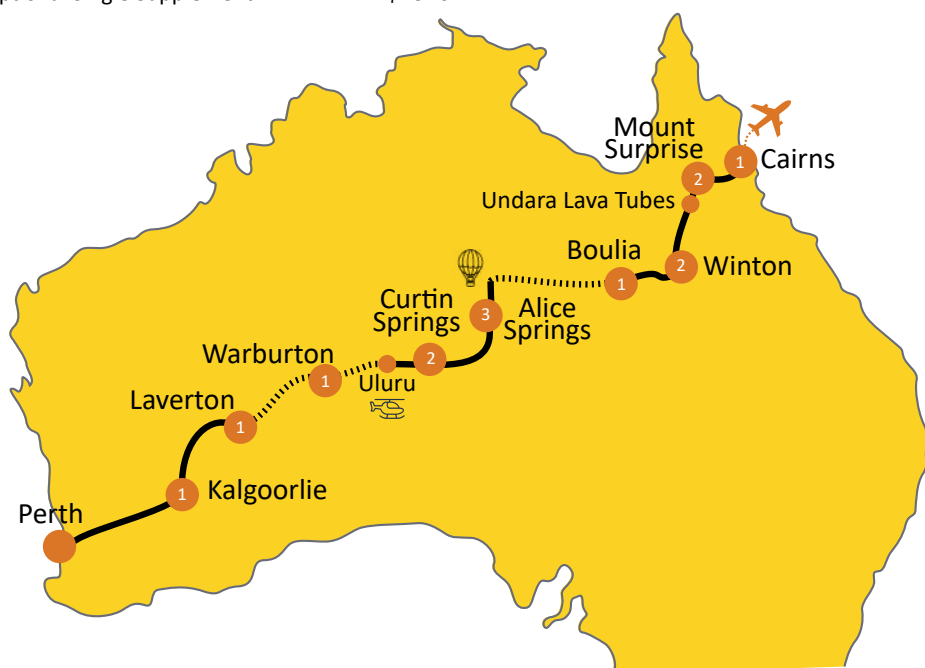 Mount
Surprise
2
1
Cairns
Undara Lava Tubes
Boulia
1
2
Winton
Curtin
Springs
3
Alice
Springs
2
Warburton
1
Uluru
Laverton
1
1
Kalgoorlie
Perth